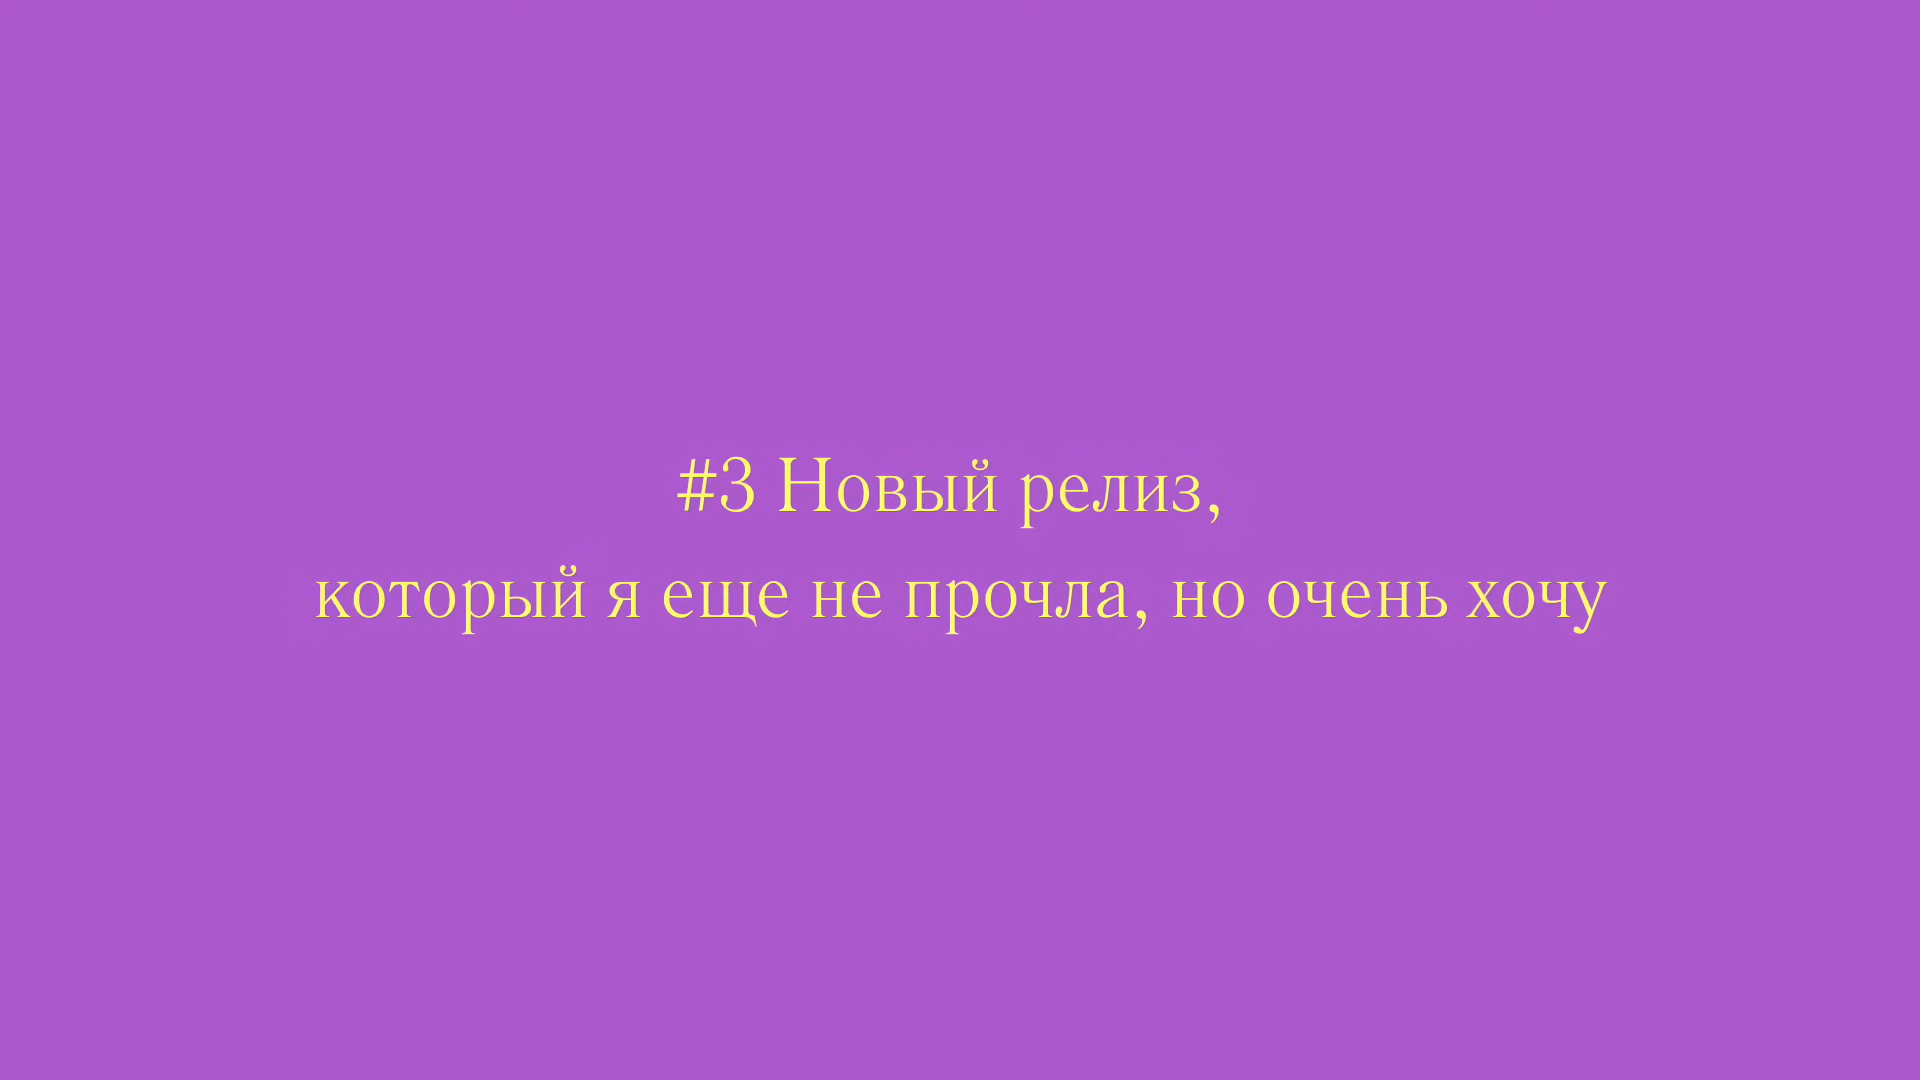 #3 Новый релиз,
который я еще не прочла, но очень хочу